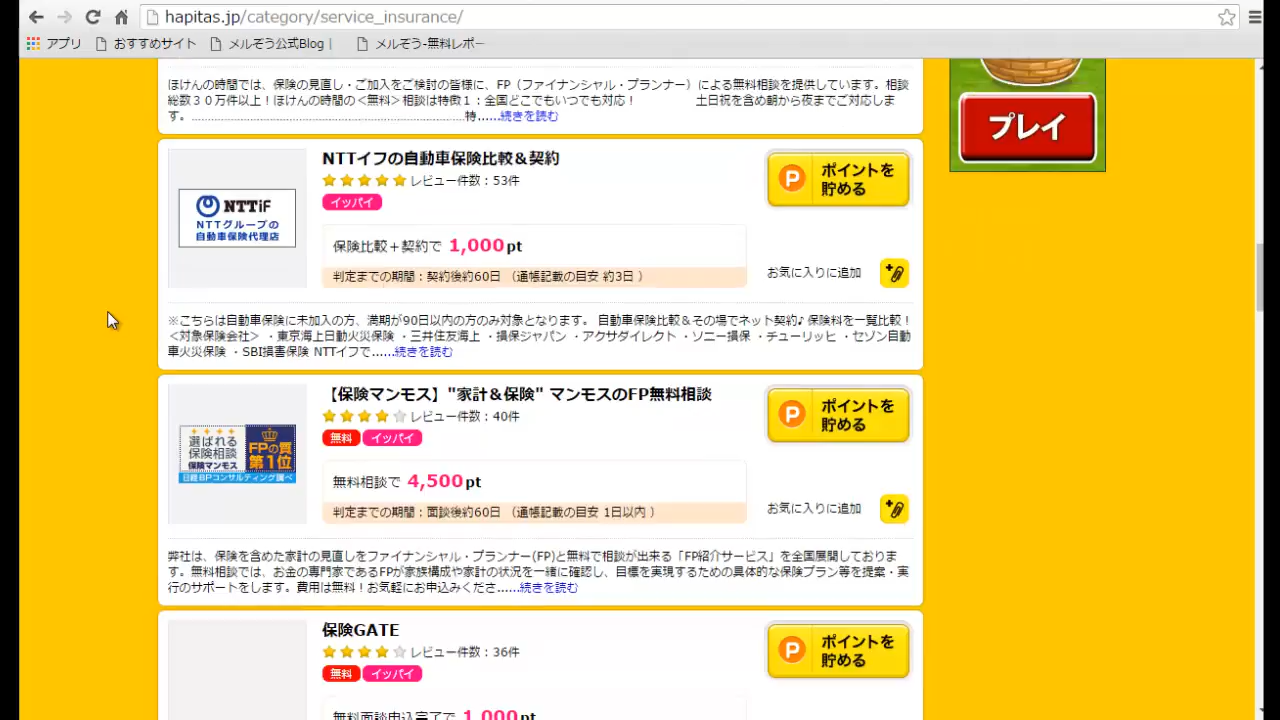 hapitas.jp/category/service_insurance/
アプリ おすすめサイト メルぞう公式Blog | メルぞう-無料レポー
ほけんの時間では、保険の見直し・ご加入をご検討の皆様に、FP（ファイナンシャル・プランナー）による無料相談を提供しています。相談
総数３０万件以上！ほけんの時間の＜無料＞相談は特徴１：全国どこでもいつでも対応！ 土日祝を含め朝から夜までご対応しま
す。......................................................................................特......続きを読む
プレイ
NTTイフの自動車保険比較＆契約
レビュー件数：53件
イッパイ
ポイントを
貯める
NTTiF
NTTグループの
自動車保険代理店
保険比較＋契約で 1,000pt
判定までの期間：契約後約60日 （通帳記載の目安 約3日 ）
お気に入りに追加
※こちらは自動車保険に未加入の方、満期が90日以内の方のみ対象となります。 自動車保険比較＆その場でネット契約♪ 保険料を一覧比較！
＜対象保険会社＞ ・東京海上日動火災保険 ・三井住友海上 ・損保ジャパン ・アクサダイレクト ・ソニー損保 ・チューリッヒ ・セゾン自動
車火災保険 ・SBI損害保険 NTTイフで......続きを読む
【保険マンモス】"家計＆保険" マンモスのFP無料相談
レビュー件数：40件
無料 イッパイ
ポイントを
貯める
選ばれる
保険相談
保険マンモス
FPの質
第1位
日経BPコンサルティング調べ
無料相談で 4,500pt
判定までの期間：面談後約60日 （通帳記載の目安 1日以内 ）
お気に入りに追加
弊社は、保険を含めた家計の見直しをファイナンシャル・プランナー(FP)と無料で相談が出来る「FP紹介サービス」を全国展開しておりま
す。無料相談では、お金の専門家であるFPが家族構成や家計の状況を一緒に確認し、目標を実現するための具体的な保険プラン等を提案・実
行のサポートをします。費用は無料！お気軽にお申込みくださ......続きを読む
保険GATE
レビュー件数：36件
無料 イッパイ
ポイントを
貯める
無料面談申込完了で 1,000pt